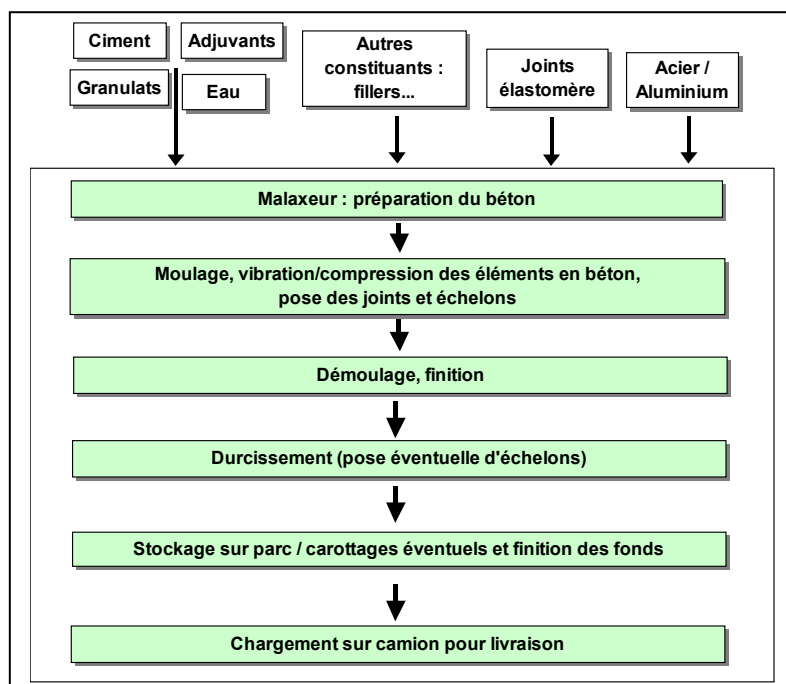 Ciment
Adjuvants
Granulats
Eau
Autres
constituants :
fillers...
Joints
élastomère
Acier /
Aluminium
Malaxeur : préparation du béton
Moulage, vibration/compression des éléments en béton,
pose des joints et échelons
Démoulage, finition
Durcissement (pose éventuelle d'échelons)
Stockage sur parc / carottages éventuels et finition des fonds
Chargement sur camion pour livraison